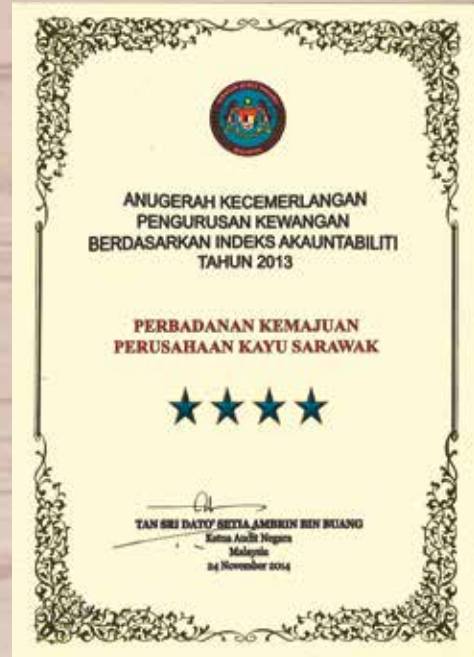 ANUGERAH KECEMERLANGAN
PENGURUSAN KEWANGAN
BERDASARKAN INDEKS AKAUNTABILITI
TAHUN 2013
PERBADANAN KEMAJUAN
PERUSAHAAN KAYU SARAWAK
TAN SRI DATO' SETIA AMBRIN BIN BUANG
Ketua Audit Negara
Malaysia
24 November 2014